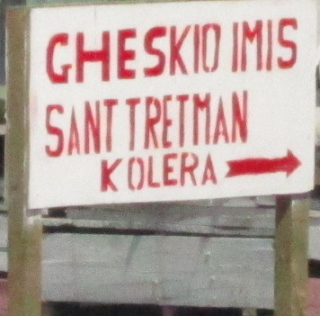 GHESKIO IMIS
SANT TRETMAN
KOLERA